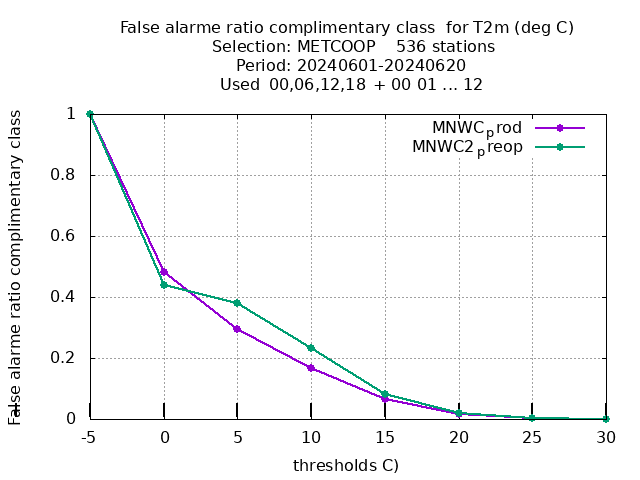 False alarme ratio complimentary class  for T2m (deg C)
Selection: METCOOP    536 stations
Period: 20240601-20240620
Used  00,06,12,18  + 00 01 ... 12
False alarme ratio complimentary class
MNWC_prod
MNWC2_preop
1
0.8
0.6
0.4
0.2
0
-5 0 5 10 15 20 25 30
thresholds C)